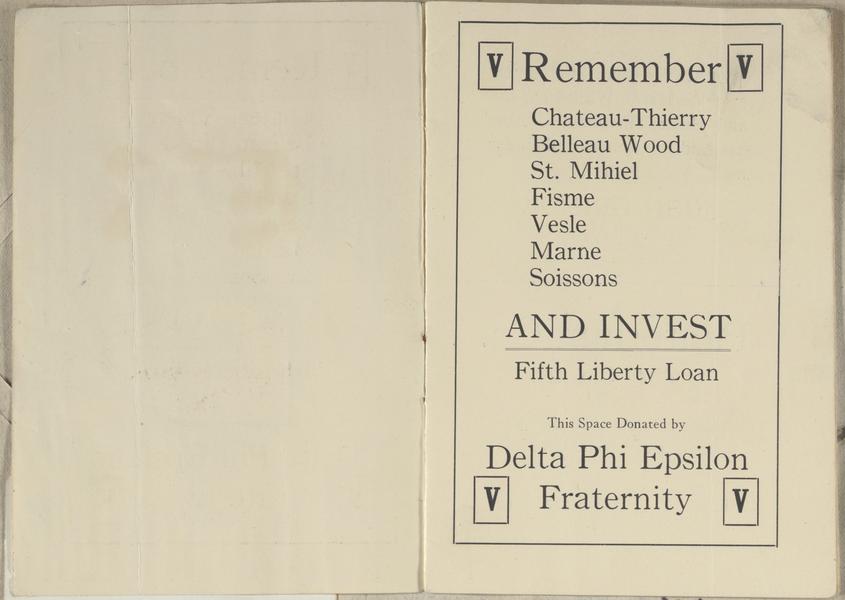 V Remember V
Chateau-Thierry
Belleau Wood
St. Mihiel
Fisme
Vesle
Marne
Soissons
AND INVEST
Fifth Liberty Loan
This Space Donated by
Delta Phi Epsilon
V Fraternity V